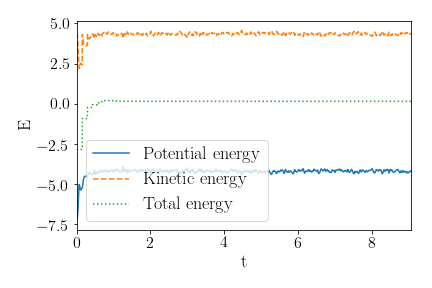 5.0
2.5
0.0
−2.5
−5.0
−7.5
E
Potential energy
Kinetic energy
Total energy
0 2 4 6 8
t